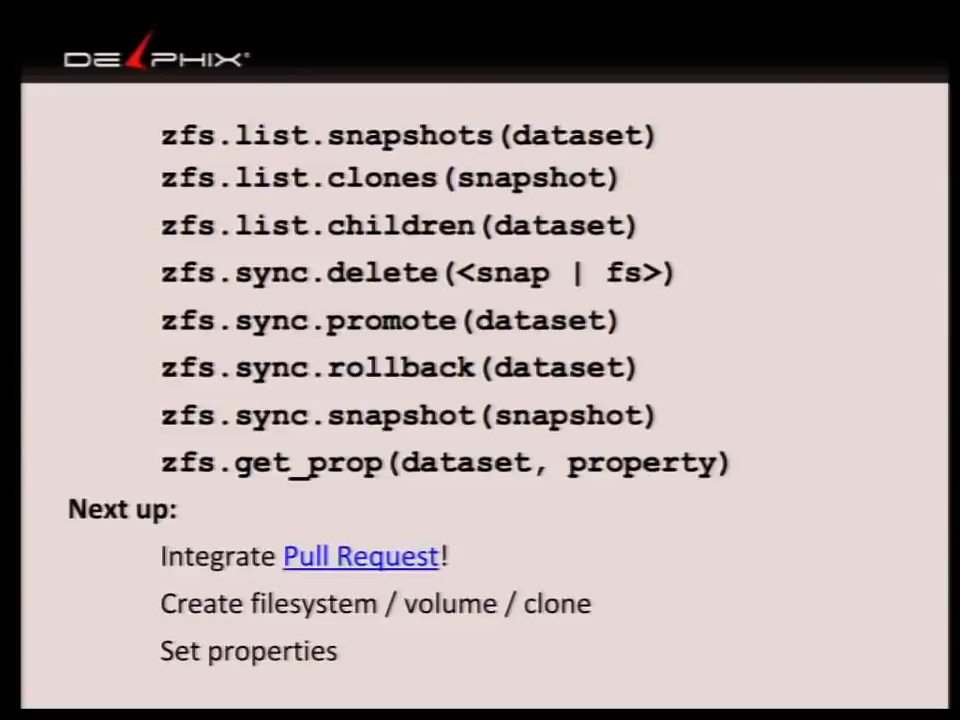 DELPHIX
zfs.list.snapshots(dataset)
zfs.list.clones(snapshot)
zfs.list.children(dataset)
zfs.sync.delete(<snap | fs>)
zfs.sync.promote(dataset)
zfs.sync.rollback(dataset)
zfs.sync.snapshot(snapshot)
zfs.get_prop(dataset, property)
Next up:
Integrate Pull Request!
Create filesystem / volume / clone
Set properties